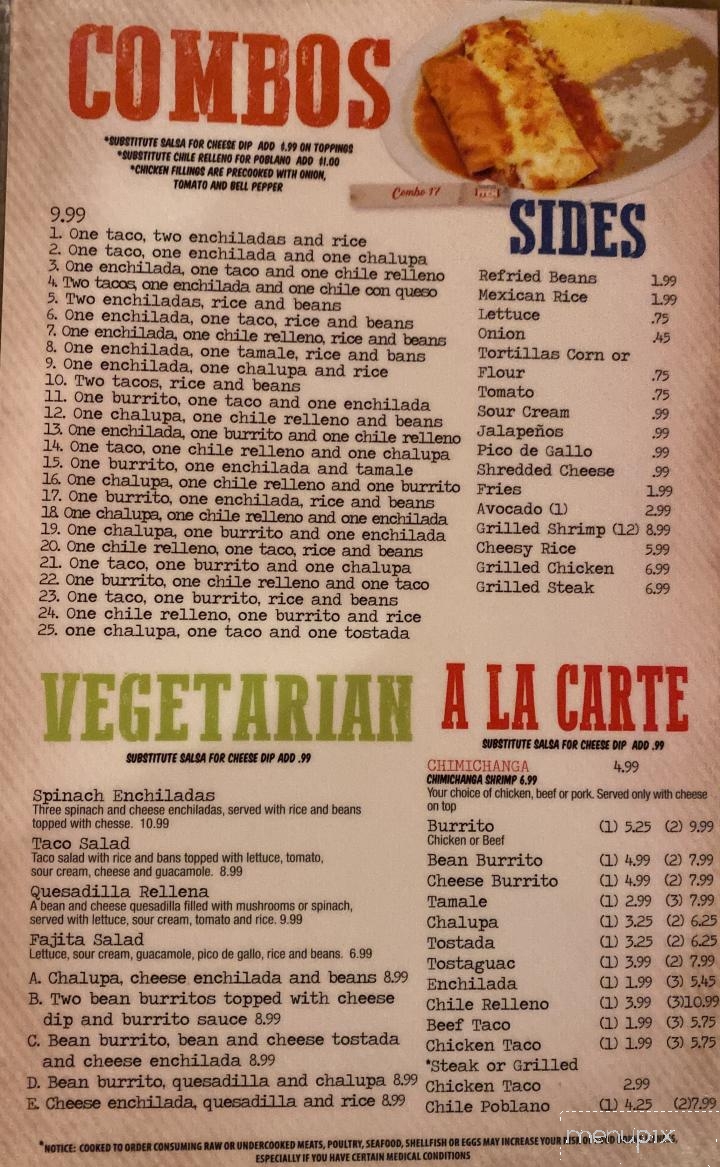 COMBOS
*SUBSTITUTE SALSA FOR CHEESE DIP ADD $.99 ON TOPPINGS
*SUBSTITUTE CHILE RELLENO FOR POBLANO ADD $1.00
*CHICKEN FILLINGS ARE PRECOOKED WITH ONION,
TOMATO AND BELL PEPPER
Combo 17
9.99
1. One taco, two enchiladas and rice
2. One taco, one enchilada and one chalupa
3. One enchilada, one taco and one chile relleno
4. Two tacos, one enchilada and one chile con queso
5. Two enchiladas, rice and beans
6. One enchilada, one taco, rice and beans
7. One enchilada, one chile relleno, rice and beans
8. One enchilada, one tamale, rice and bans
9. One enchilada, one chalupa and rice
10. Two tacos, rice and beans
11. One burrito, one taco and one enchilada
12. One chalupa, one chile relleno and beans
13. One enchilada, one burrito and one chile relleno
14. One taco, one chile relleno and one chalupa
15. One burrito, one enchilada and tamale
16. One chalupa, one chile relleno and one burrito
17. One burrito, one enchilada, rice and beans
18. One chalupa, one chile relleno and one enchilada
19. One chalupa, one burrito and one enchilada
20. One chile relleno, one taco, rice and beans
21. One taco, one burrito and one chalupa
22. One burrito, one chile relleno and one taco
23. One taco, one burrito, rice and beans
24. One chile relleno, one burrito and rice
25. one chalupa, one taco and one tostada
SIDES
Refried Beans 1.99
Mexican Rice 1.99
Lettuce .75
Onion .45
Tortillas Corn or
Flour .75
Tomato .75
Sour Cream .99
Jalapeños .99
Pico de Gallo .99
Shredded Cheese .99
Fries 1.99
Avocado (1) 2.99
Grilled Shrimp (12) 8.99
Cheesy Rice 5.99
Grilled Chicken 6.99
Grilled Steak 6.99
VEGETARIAN
SUBSTITUTE SALSA FOR CHEESE DIP ADD .99
Spinach Enchiladas
Three spinach and cheese enchiladas, served with rice and beans
topped with chesse. 10.99
Taco Salad
Taco salad with rice and bans topped with lettuce, tomato,
sour cream, cheese and guacamole. 8.99
Quesadilla Rellena
A bean and cheese quesadilla filled with mushrooms or spinach,
served with lettuce, sour cream, tomato and rice. 9.99
Fajita Salad
Lettuce, sour cream, guacamole, pico de gallo, rice and beans. 6.99
A. Chalupa, cheese enchilada and beans 8.99
B. Two bean burritos topped with cheese
dip and burrito sauce 8.99
C. Bean burrito, bean and cheese tostada
and cheese enchilada 8.99
D. Bean burrito, quesadilla and chalupa 8.99
E. Cheese enchilada, quesadilla and rice 8.99
A LA CARTE
SUBSTITUTE SALSA FOR CHEESE DIP ADD .99
CHIMICHANGA 4.99
CHIMICHANGA SHRIMP 6.99
Your choice of chicken, beef or pork. Served only with cheese
on top
Burrito (1) 5.25 (2) 9.99
Chicken or Beef
Bean Burrito (1) 4.99 (2) 7.99
Cheese Burrito (1) 4.99 (2) 7.99
Tamale (1) 2.99 (3) 7.99
Chalupa (1) 3.25 (2) 6.25
Tostada (1) 3.25 (2) 6.25
Tostaguac (1) 3.99 (2) 7.99
Enchilada (1) 1.99 (3) 5.45
Chile Relleno (1) 3.99 (3)10.99
Beef Taco (1) 1.99 (3) 5.75
Chicken Taco (1) 1.99 (3) 5.75
*Steak or Grilled
Chicken Taco 2.99
Chile Poblano (1) 4.25 (2)7.99
*NOTICE: COOKED TO ORDER CONSUMING RAW OR UNDERCOOKED MEATS, POULTRY, SEAFOOD, SHELLFISH OR EGGS MAY INCREASE YOUR RISK OF
ESPECIALLY IF YOU HAVE CERTAIN MEDICAL CONDITIONS
menupix